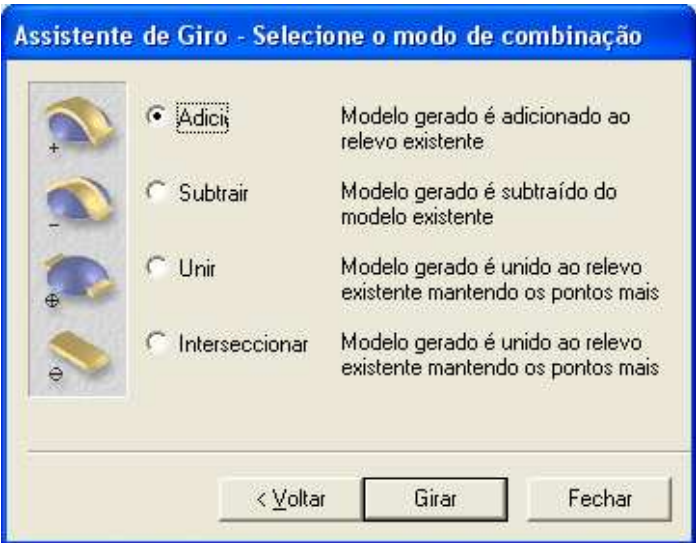 Assistente de Giro - Selecione o modo de combinação
Adici
Modelo gerado é adicionado ao
relevo existente
Subtrair
Modelo gerado é subtraído do
modelo existente
Unir
Modelo gerado é unido ao relevo
existente mantendo os pontos mais
Interseccionar
Modelo gerado é unido ao relevo
existente mantendo os pontos mais
< Voltar
Girar
Fechar